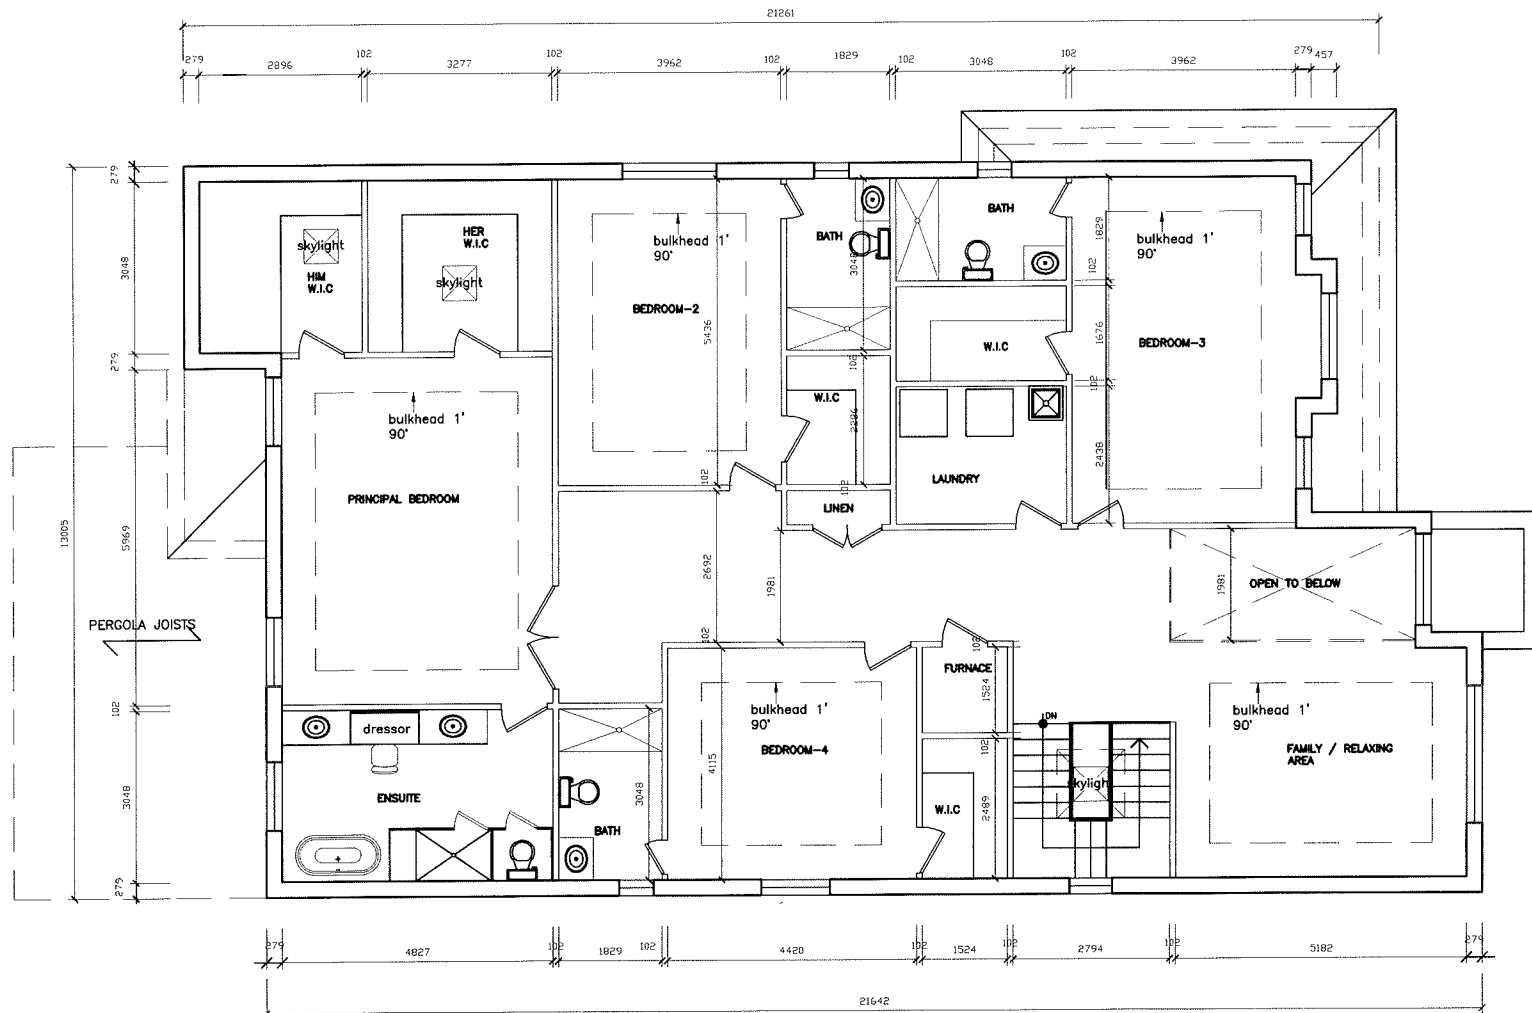 21261
279
2896
102
3277
102
3962
102
1829
102
3048
102
3962
279
457
279
3048
279
5969
13005
102
3048
279
skylight
HIM
W.I.C
HER
W.I.C
skylight
bulkhead 1'
90'
BEDROOM-2
5436
102
BATH
3048
102
W.I.C
2286
102
LINEN
BATH
W.I.C
LAUNDRY
1829
102
1676
102
2438
bulkhead 1'
90'
BEDROOM-3
bulkhead 1'
90'
PRINCIPAL BEDROOM
2692
102
1981
1981
OPEN TO BELOW
PERGOLA JOISTS
dressor
ENSUITE
BATH
3048
4115
bulkhead 1'
90'
BEDROOM-4
102
FURNACE
1524
102
W.I.C
2489
DN
skylight
bulkhead 1'
90'
FAMILY / RELAXING
AREA
279
4827
102
1829
102
4420
102
1524
102
2794
102
5182
279
21642